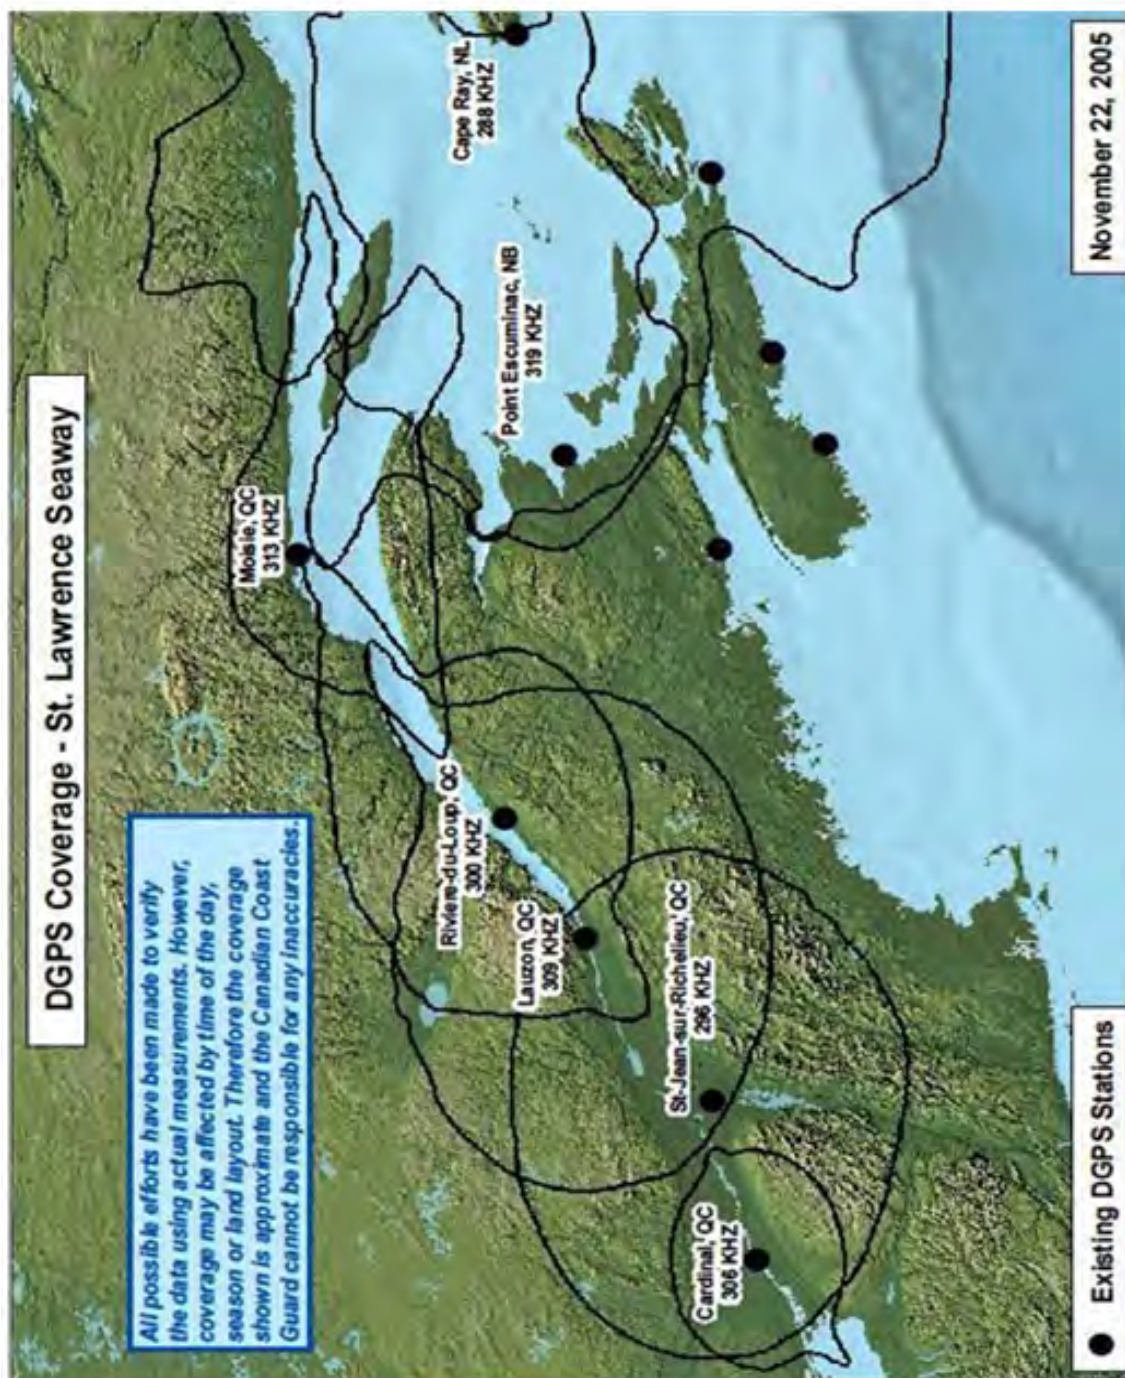 DGPS Coverage - St. Lawrence Seaway
All possible efforts have been made to verify
the data using actual measurements. However,
coverage may be affected by time of the day,
season or land layout. Therefore the coverage
shown is approximate and the Canadian Coast
Guard cannot be responsible for any inaccuracies.
Moisie, QC
313 KHZ
Cape Ray, NL
288 KHZ
Riviere-du-Loup, QC
300 KHZ
Point Escuminac, NB
319 KHZ
Lauzon, QC
309 KHZ
St-Jean-sur-Richelieu, QC
296 KHZ
Cardinal, QC
306 KHZ
Existing DGPS Stations
November 22, 2005